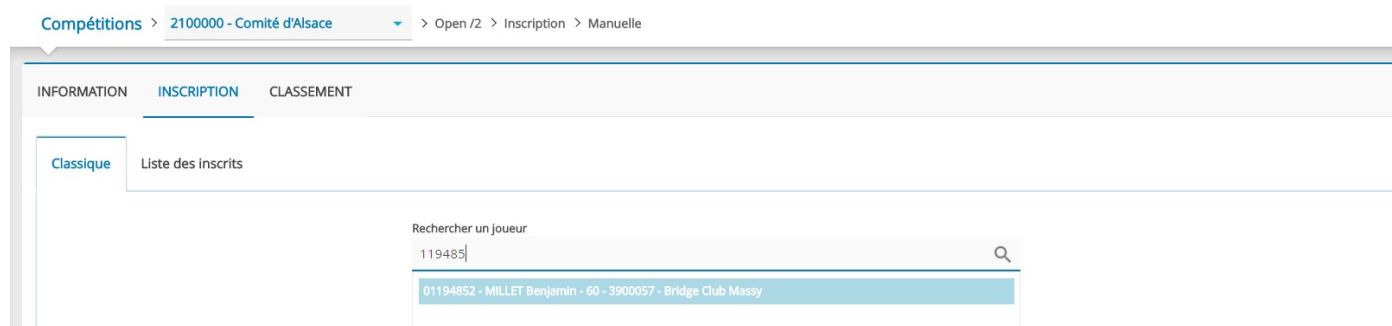 Compétitions > 2100000 - Comité d'Alsace > Open /2 > Inscription > Manuelle
INFORMATION INSCRIPTION CLASSEMENT
Classique Liste des inscrits
Rechercher un joueur
119485
01194852 - MILLET Benjamin - 60 - 3900057 - Bridge Club Massy